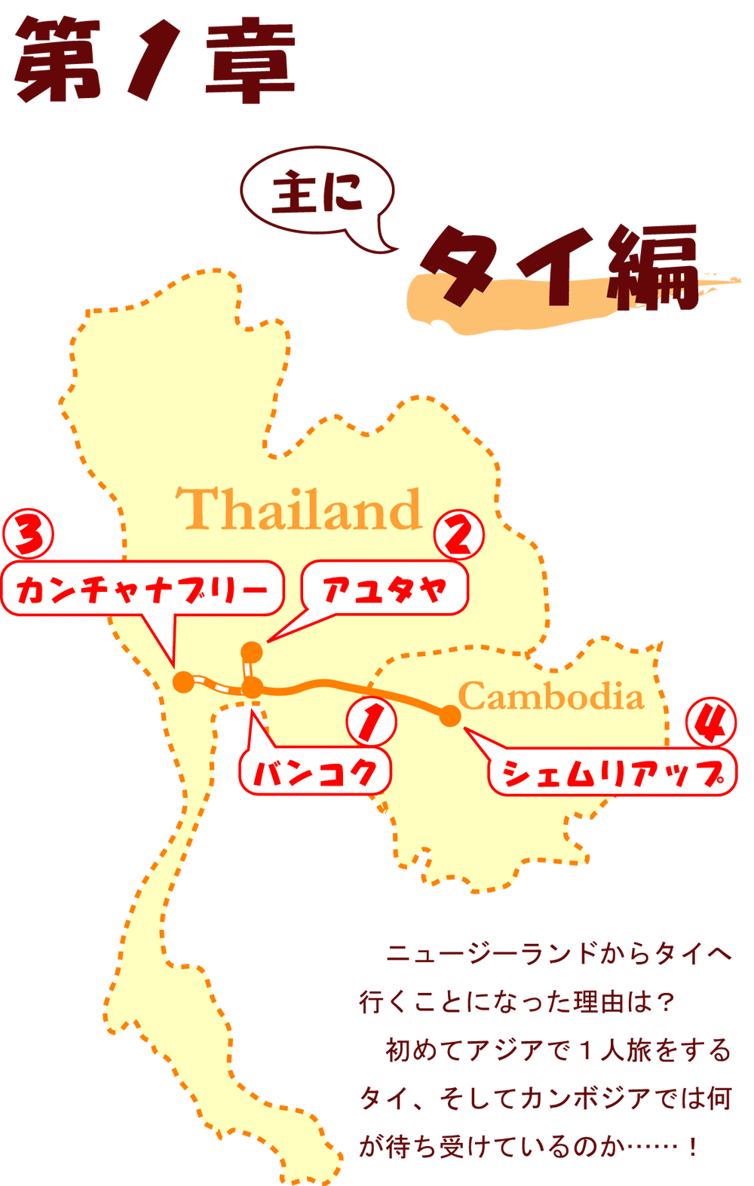 第1章
主に
タイ編
Thailand
③
カンチャナブリー
②
アユタヤ
Cambodia
①
バンコク
④
シェムリアップ
ニュージーランドからタイへ
行くことになった理由は？
初めてアジアで１人旅をする
タイ、そしてカンボジアでは何
が待ち受けているのか……！